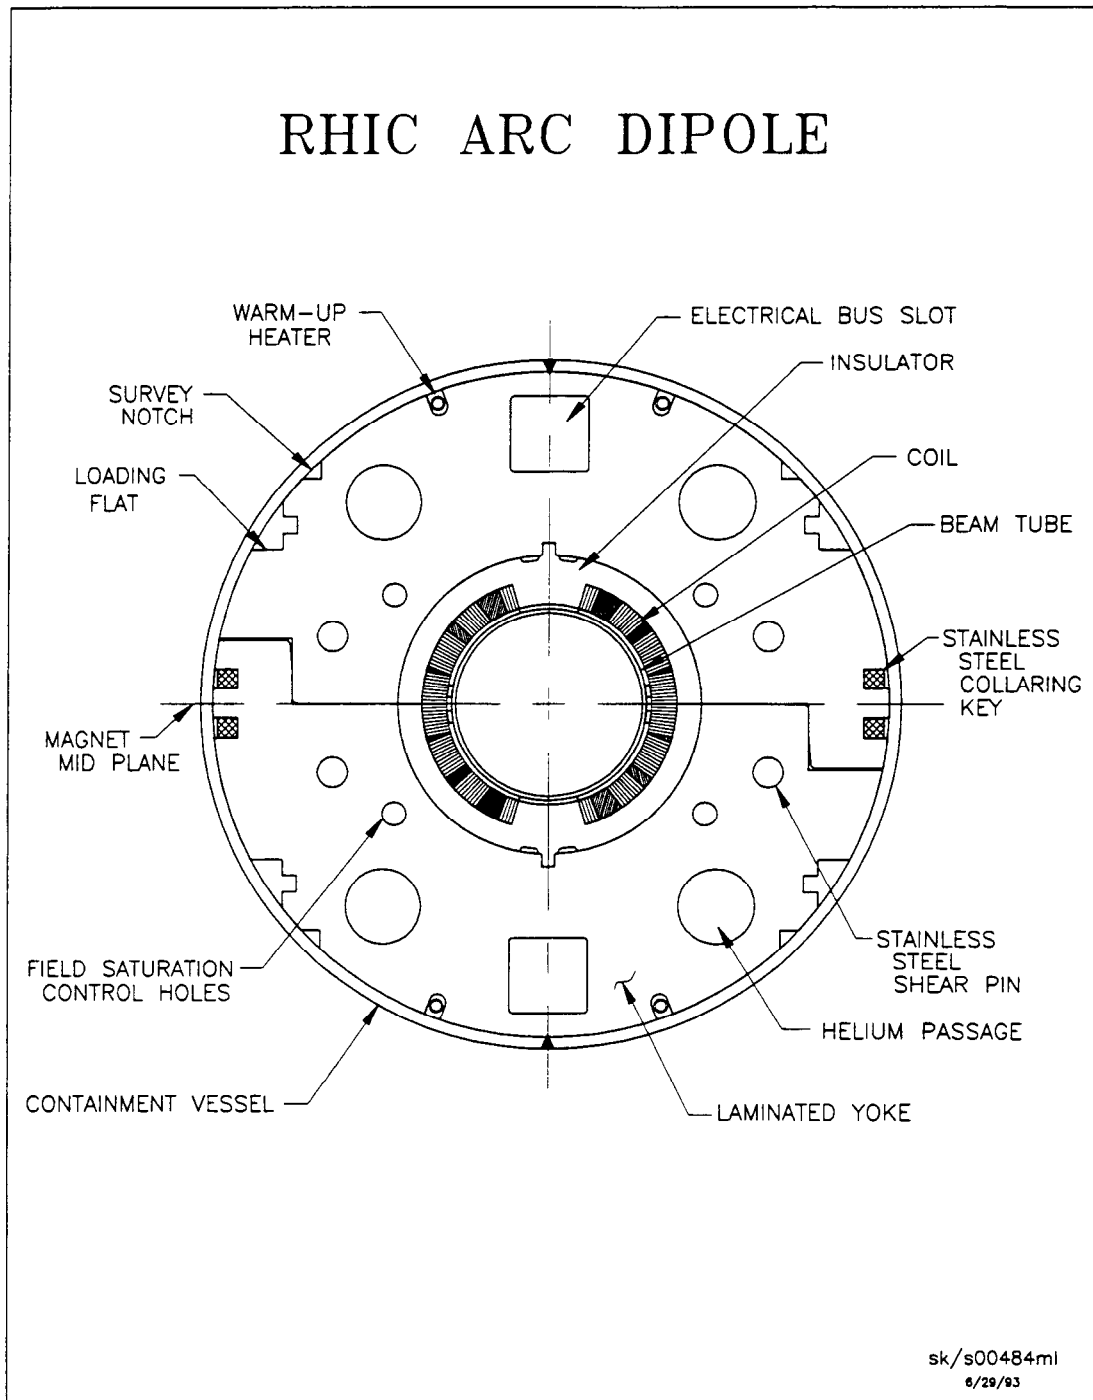 RHIC ARC DIPOLE
WARM-UP
HEATER
ELECTRICAL BUS SLOT
INSULATOR
SURVEY
NOTCH
COIL
LOADING
FLAT
BEAM TUBE
STAINLESS
STEEL
COLLARING
KEY
MAGNET
MID PLANE
FIELD SATURATION
CONTROL HOLES
STAINLESS
STEEL
SHEAR PIN
HELIUM PASSAGE
CONTAINMENT VESSEL
LAMINATED YOKE
sk/s00484ml
6/29/93